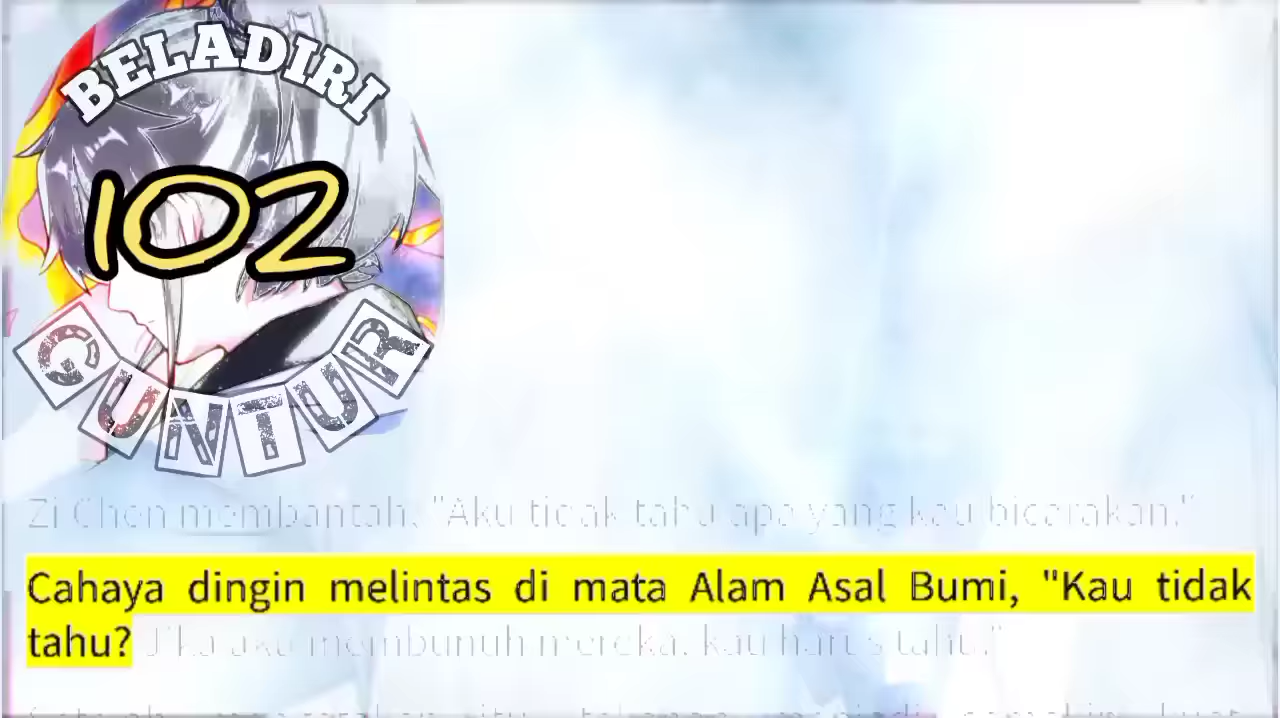 BELADIRI
102
GUNTUR
Zi Chen membantah, "Aku tidak tahu apa yang kau bicarakan."
Cahaya dingin melintas di mata Alam Asal Bumi, "Kau tidak
tahu? Jika aku membunuh mereka, kau harus tahu."